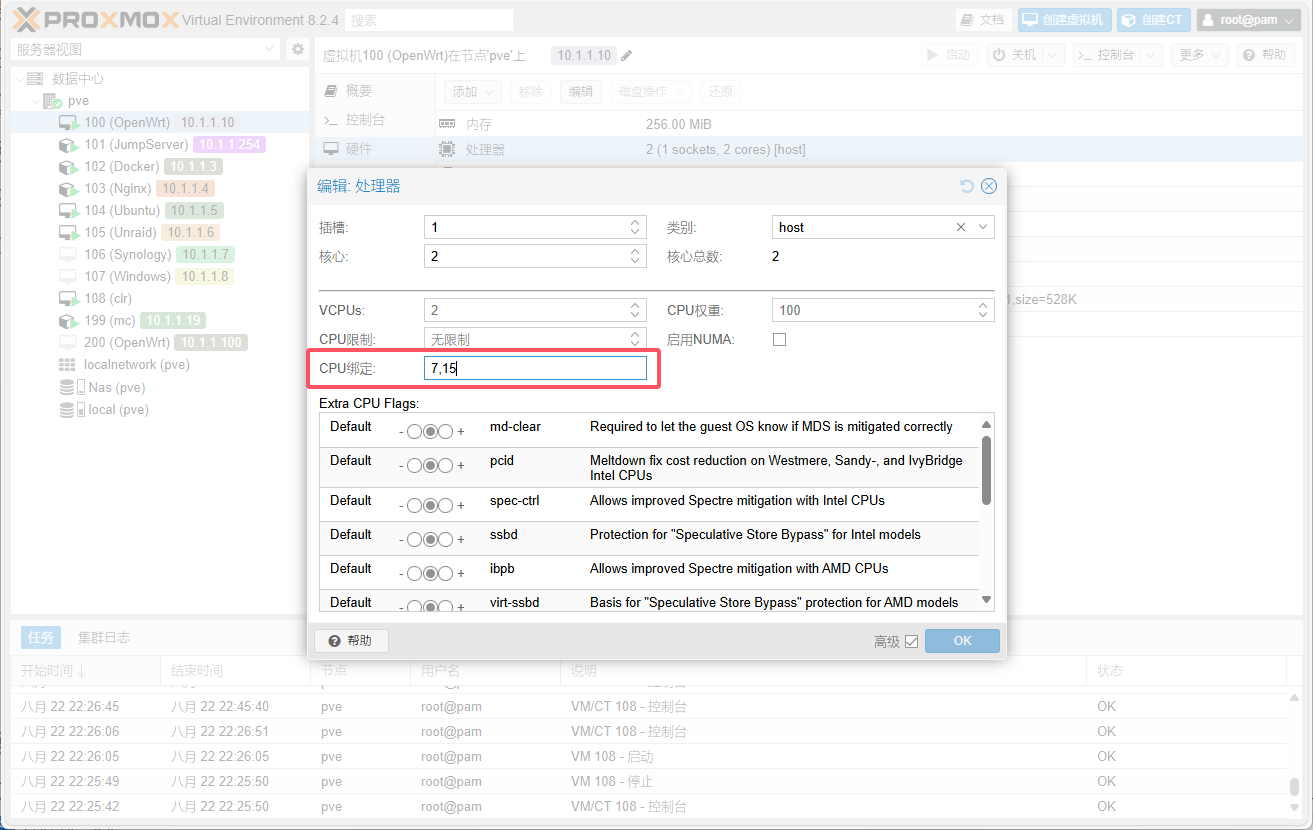 PROXMOX Virtual Environment 8.2.4 搜索 文档 创建虚拟机 创建CT root@pam
服务器视图
虚拟机100 (OpenWrt)在节点'pve'上 10.1.1.10 启动 关机 控制台 更多 帮助
数据中心
pve
100 (OpenWrt) 10.1.1.10
101 (JumpServer) 10.1.1.254
102 (Docker) 10.1.1.3
103 (Nginx) 10.1.1.4
104 (Ubuntu) 10.1.1.5
105 (Unraid) 10.1.1.6
106 (Synology) 10.1.1.7
107 (Windows) 10.1.1.8
108 (clr)
199 (mc) 10.1.1.19
200 (OpenWrt) 10.1.1.100
localnetwork (pve)
Nas (pve)
local (pve)
概要
控制台
硬件
添加 移除 编辑 磁盘操作 还原
内存 256.00 MiB
处理器 2 (1 sockets, 2 cores) [host]
1,size=528K
编辑: 处理器
插槽: 1 类别: host
核心: 2 核心总数: 2
VCPUs: 2 CPU权重: 100
CPU限制: 无限制 启用NUMA:
CPU绑定: 7,15
Extra CPU Flags:
Default - + md-clear Required to let the guest OS know if MDS is mitigated correctly
Default - + pcid Meltdown fix cost reduction on Westmere, Sandy-, and IvyBridge
Intel CPUs
Default - + spec-ctrl Allows improved Spectre mitigation with Intel CPUs
Default - + ssbd Protection for "Speculative Store Bypass" for Intel models
Default - + ibpb Allows improved Spectre mitigation with AMD CPUs
Default - + virt-ssbd Basis for "Speculative Store Bypass" protection for AMD models
帮助 高级 OK
任务 集群日志
开始时间 结束时间 节点 用户名 说明 状态
八月 22 22:26:45 八月 22 22:45:40 pve root@pam VM/CT 108 - 控制台 OK
八月 22 22:26:06 八月 22 22:26:51 pve root@pam VM/CT 108 - 控制台 OK
八月 22 22:26:05 八月 22 22:26:05 pve root@pam VM 108 - 启动 OK
八月 22 22:25:49 八月 22 22:25:50 pve root@pam VM 108 - 停止 OK
八月 22 22:25:42 八月 22 22:25:50 pve root@pam VM/CT 108 - 控制台 OK